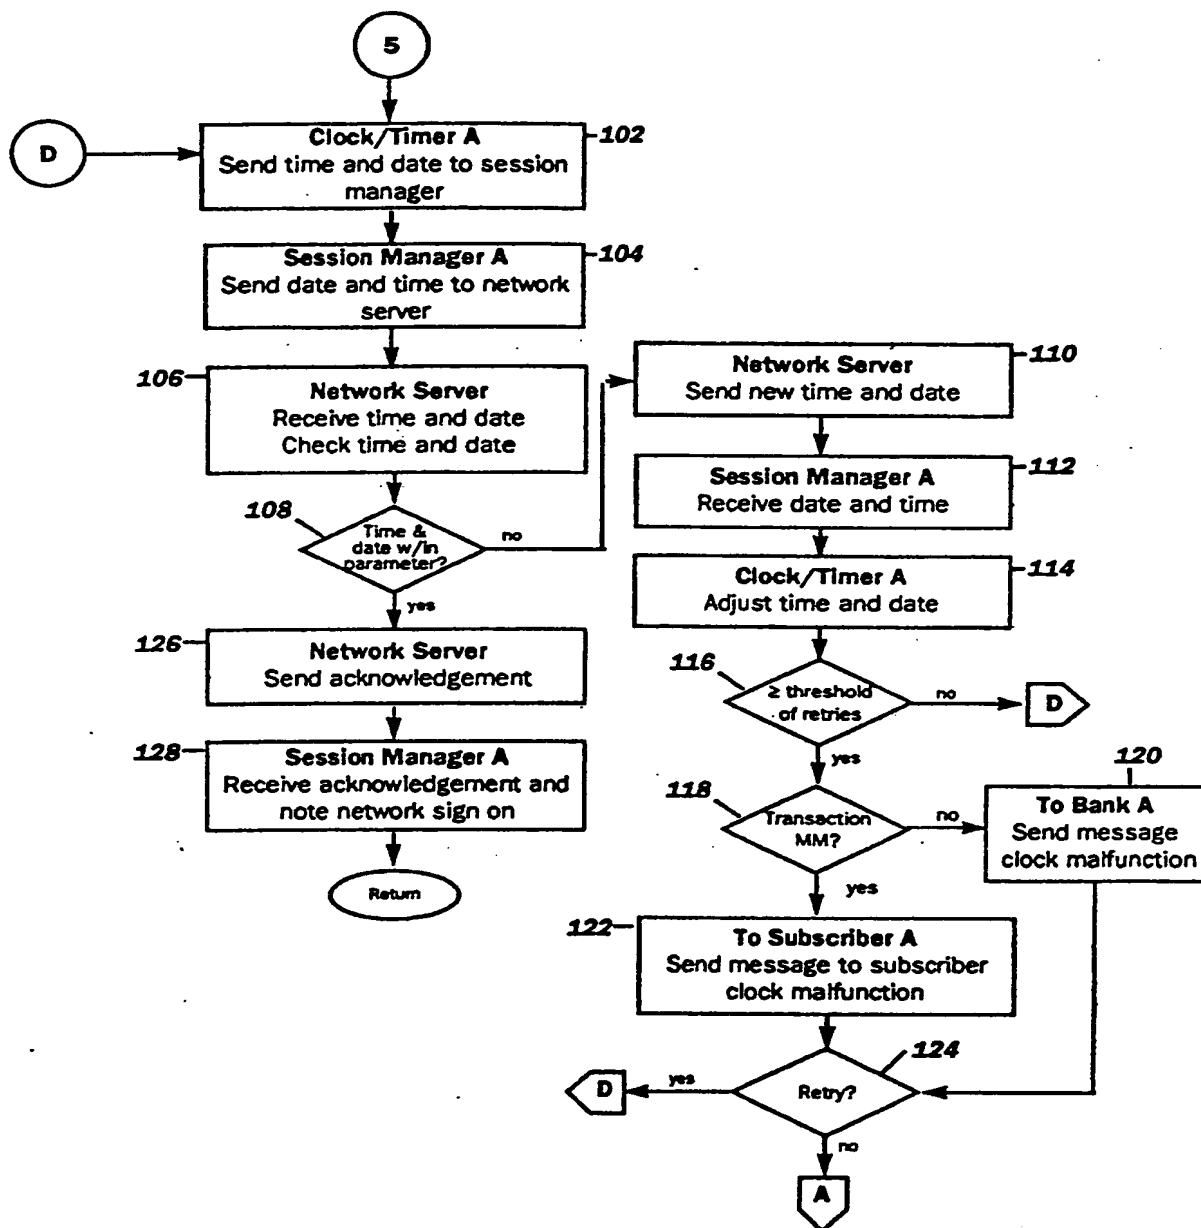 5
D
Clock/Timer A
Send time and date to session
manager
102
Session Manager A
Send date and time to network
server
104
106
Network Server
Receive time and date
Check time and date
108
Time &
date w/in
parameter?
no
yes
126
Network Server
Send acknowledgement
128
Session Manager A
Receive acknowledgement and
note network sign on
Return
Network Server
Send new time and date
110
Session Manager A
Receive date and time
112
Clock/Timer A
Adjust time and date
114
116
≥ threshold
of retries
no
D
yes
118
Transaction
MM?
no
120
To Bank A
Send message
clock malfunction
yes
122
To Subscriber A
Send message to subscriber
clock malfunction
124
Retry?
yes
D
no
A